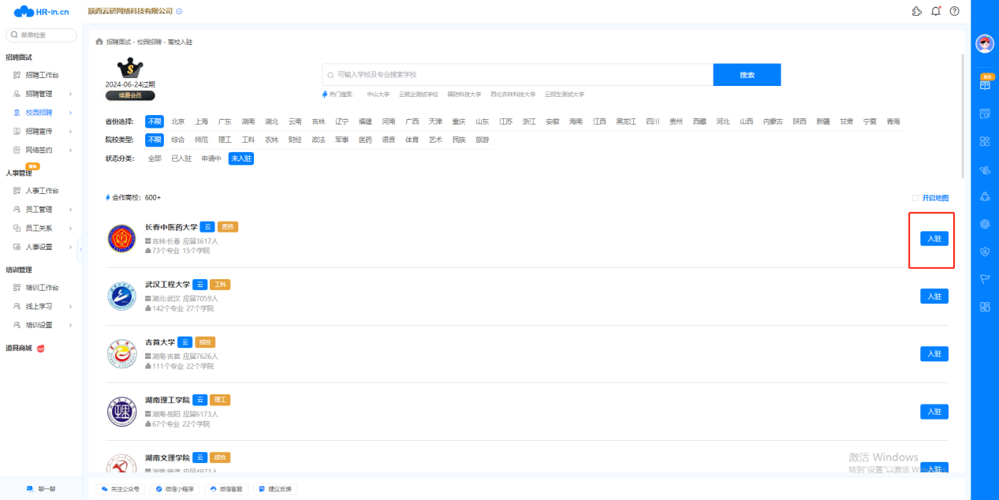 HR-in.cn
陕西云研网络科技有限公司
菜单检索
招聘面试
招聘工作台
招聘管理
校园招聘
招聘宣传
网络签约
人事管理
人事工作台
员工管理
员工关系
人事设置
培训管理
培训工作台
线上学习
培训设置
道具商城
聊一聊
招聘面试 - 校园招聘 - 高校入驻
2024-06-24过期
续费会员
可输入学校及专业搜索学校
搜索
热门搜索: 中山大学 云就业测试学校 国防科技大学 西北农林科技大学 云招生测试大学
省份选择: 不限 北京 上海 广东 湖南 湖北 云南 吉林 辽宁 福建 河南 广西 天津 重庆 山东 江苏 浙江 安徽 海南 江西 黑龙江 四川 贵州 西藏 河北 山西 内蒙古 陕西 新疆 甘肃 宁夏 青海
院校类型: 不限 综合 师范 理工 工科 农林 财经 政法 军事 医药 语言 体育 艺术 民族 旅游
状态分类: 全部 已入驻 申请中 未入驻
合作高校: 600+
开启地图
长春中医药大学 云 医药
吉林·长春 应届3617人
73个专业 15个学院
入驻
武汉工程大学 云 工科
湖北·武汉 应届7059人
142个专业 27个学院
入驻
吉首大学 云 综合
湖南·吉首 应届7626人
111个专业 22个学院
入驻
湖南理工学院 云 理工
湖南·岳阳 应届6173人
67个专业 22个学院
入驻
湖南文理学院 云 综合
湖南·常德 应届4973人
入驻
激活 Windows
转到"设置"以激活 Windows。
关注公众号
微信小程序
微信客服
建议反馈